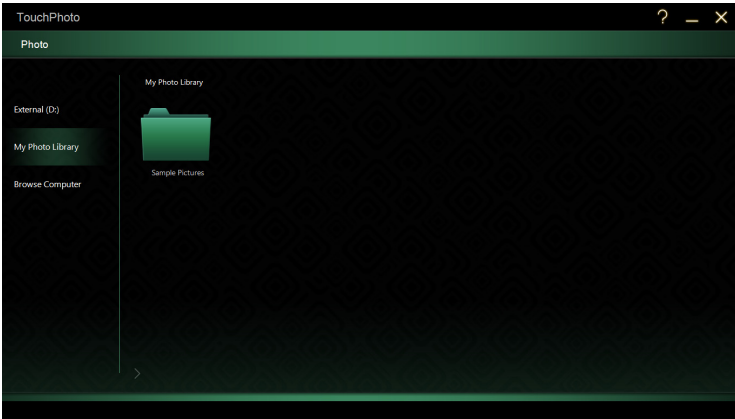 TouchPhoto
Photo
External (D:)
My Photo Library
Browse Computer
My Photo Library
Sample Pictures